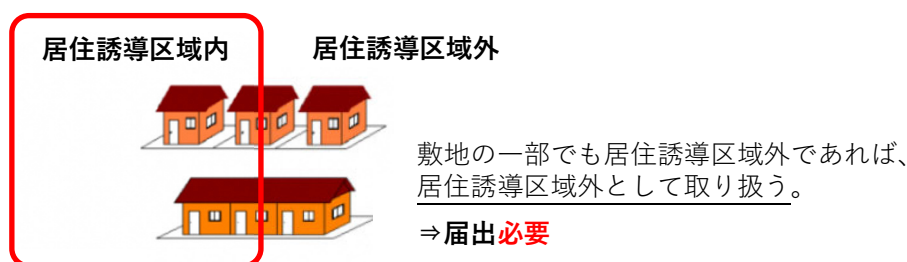 居住誘導区域内
居住誘導区域外
敷地の一部でも居住誘導区域外であれば、
居住誘導区域外として取り扱う。
⇒届出必要